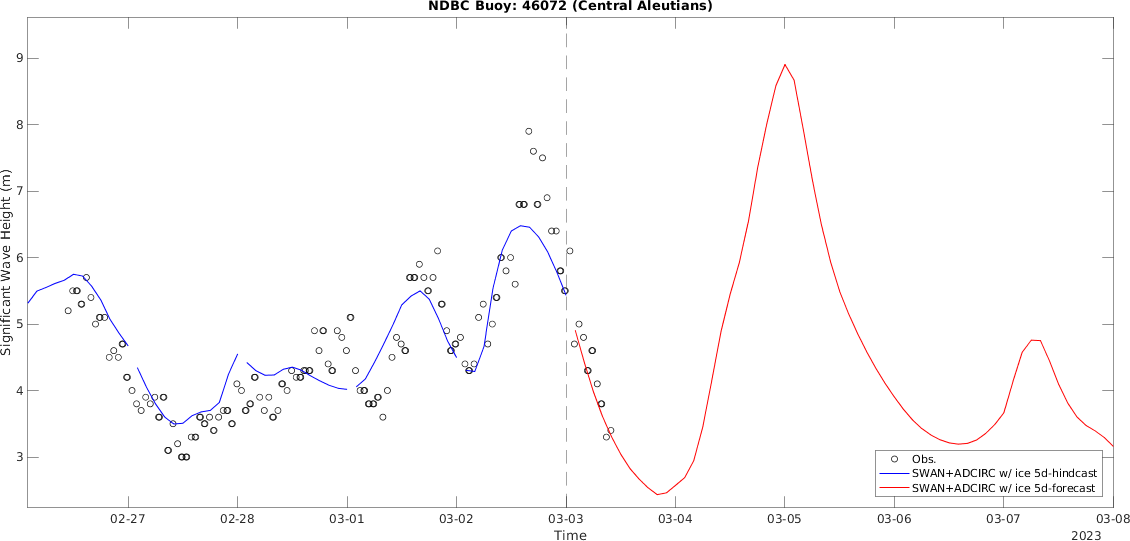 NDBC Buoy: 46072 (Central Aleutians)
Significant Wave Height (m)
9
8
7
6
5
4
3
Obs.
SWAN+ADCIRC w/ ice 5d-hindcast
SWAN+ADCIRC w/ ice 5d-forecast
02-27 02-28 03-01 03-02 03-03 03-04 03-05 03-06 03-07 03-08
Time 2023